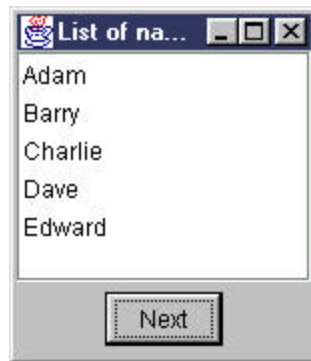 List of na...
Adam
Barry
Charlie
Dave
Edward
Next